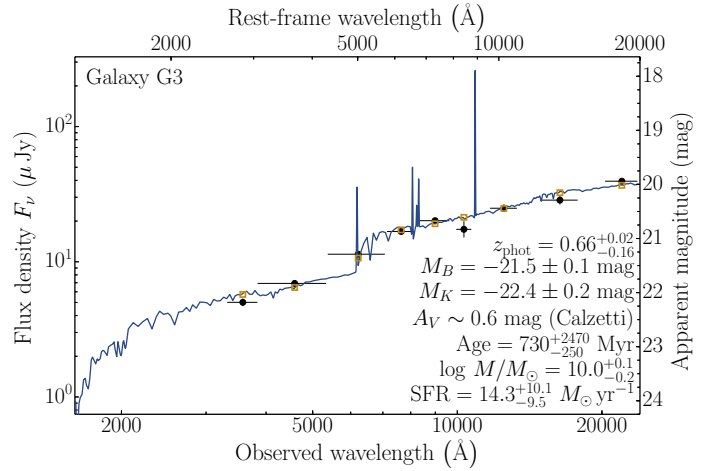 Rest-frame wavelength (Å)
2000 5000 10000 20000
Galaxy G3
Flux density F_ν (μ Jy)
10²
10¹
10⁰
18
19
20
21
22
23
24
Apparent magnitude (mag)
z_phot = 0.66^{+0.02}_{-0.16}
M_B = −21.5 ± 0.1 mag
M_K = −22.4 ± 0.2 mag
A_V ∼ 0.6 mag (Calzetti)
Age = 730^{+2470}_{-250} Myr
log M/M_⊙ = 10.0^{+0.1}_{-0.2}
SFR = 14.3^{+10.1}_{-9.5} M_⊙ yr⁻¹
2000 5000 10000 20000
Observed wavelength (Å)